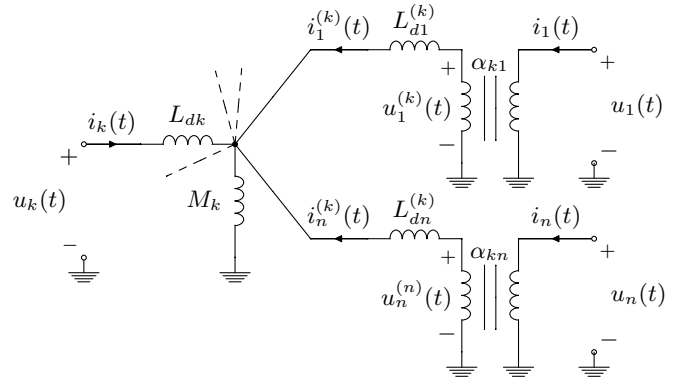 i_1^{(k)}(t) L_{d1}^{(k)} i_1(t)
+ α_{k1} +
u_1^{(k)}(t) u_1(t)
− −
i_k(t) L_{dk}
+
u_k(t) M_k
−
i_n^{(k)}(t) L_{dn}^{(k)} i_n(t)
+ α_{kn} +
u_n^{(n)}(t) u_n(t)
− −